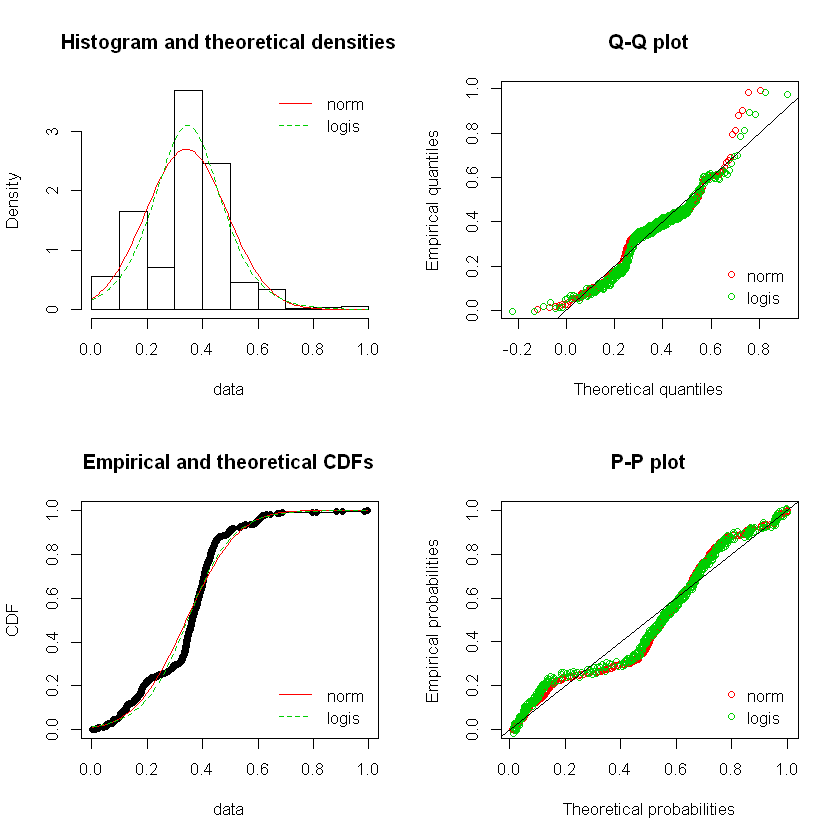 Histogram and theoretical densities
Density
0 1 2 3
norm
logis
0.0 0.2 0.4 0.6 0.8 1.0
data
Q-Q plot
Empirical quantiles
0.0 0.2 0.4 0.6 0.8 1.0
norm
logis
-0.2 0.0 0.2 0.4 0.6 0.8
Theoretical quantiles
Empirical and theoretical CDFs
CDF
0.0 0.2 0.4 0.6 0.8 1.0
norm
logis
0.0 0.2 0.4 0.6 0.8 1.0
data
P-P plot
Empirical probabilities
0.0 0.2 0.4 0.6 0.8 1.0
norm
logis
0.0 0.2 0.4 0.6 0.8 1.0
Theoretical probabilities